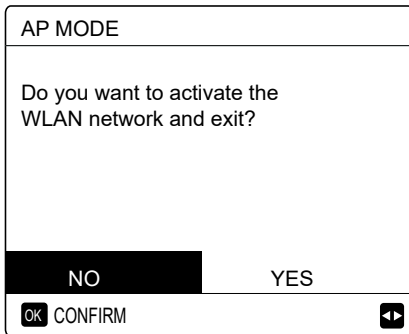 AP MODE
Do you want to activate the
WLAN network and exit?
NO YES
OK CONFIRM